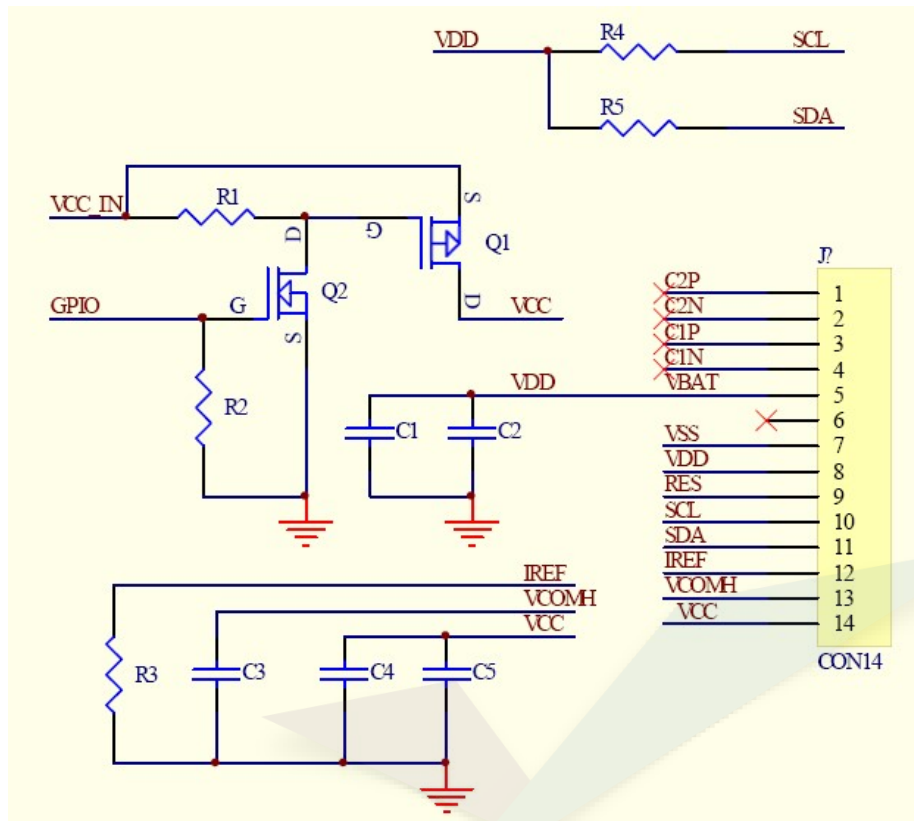 VDD
R4
SCL
R5
SDA
VCC_IN
R1
D
G
S
Q1
D
VCC
GPIO
G
Q2
S
R2
VDD
C1
C2
J?
C2P
1
C2N
2
C1P
3
C1N
4
VBAT
5
6
VSS
7
VDD
8
RES
9
SCL
10
SDA
11
IREF
12
VCOMH
13
VCC
14
CON14
IREF
VCOMH
VCC
R3
C3
C4
C5